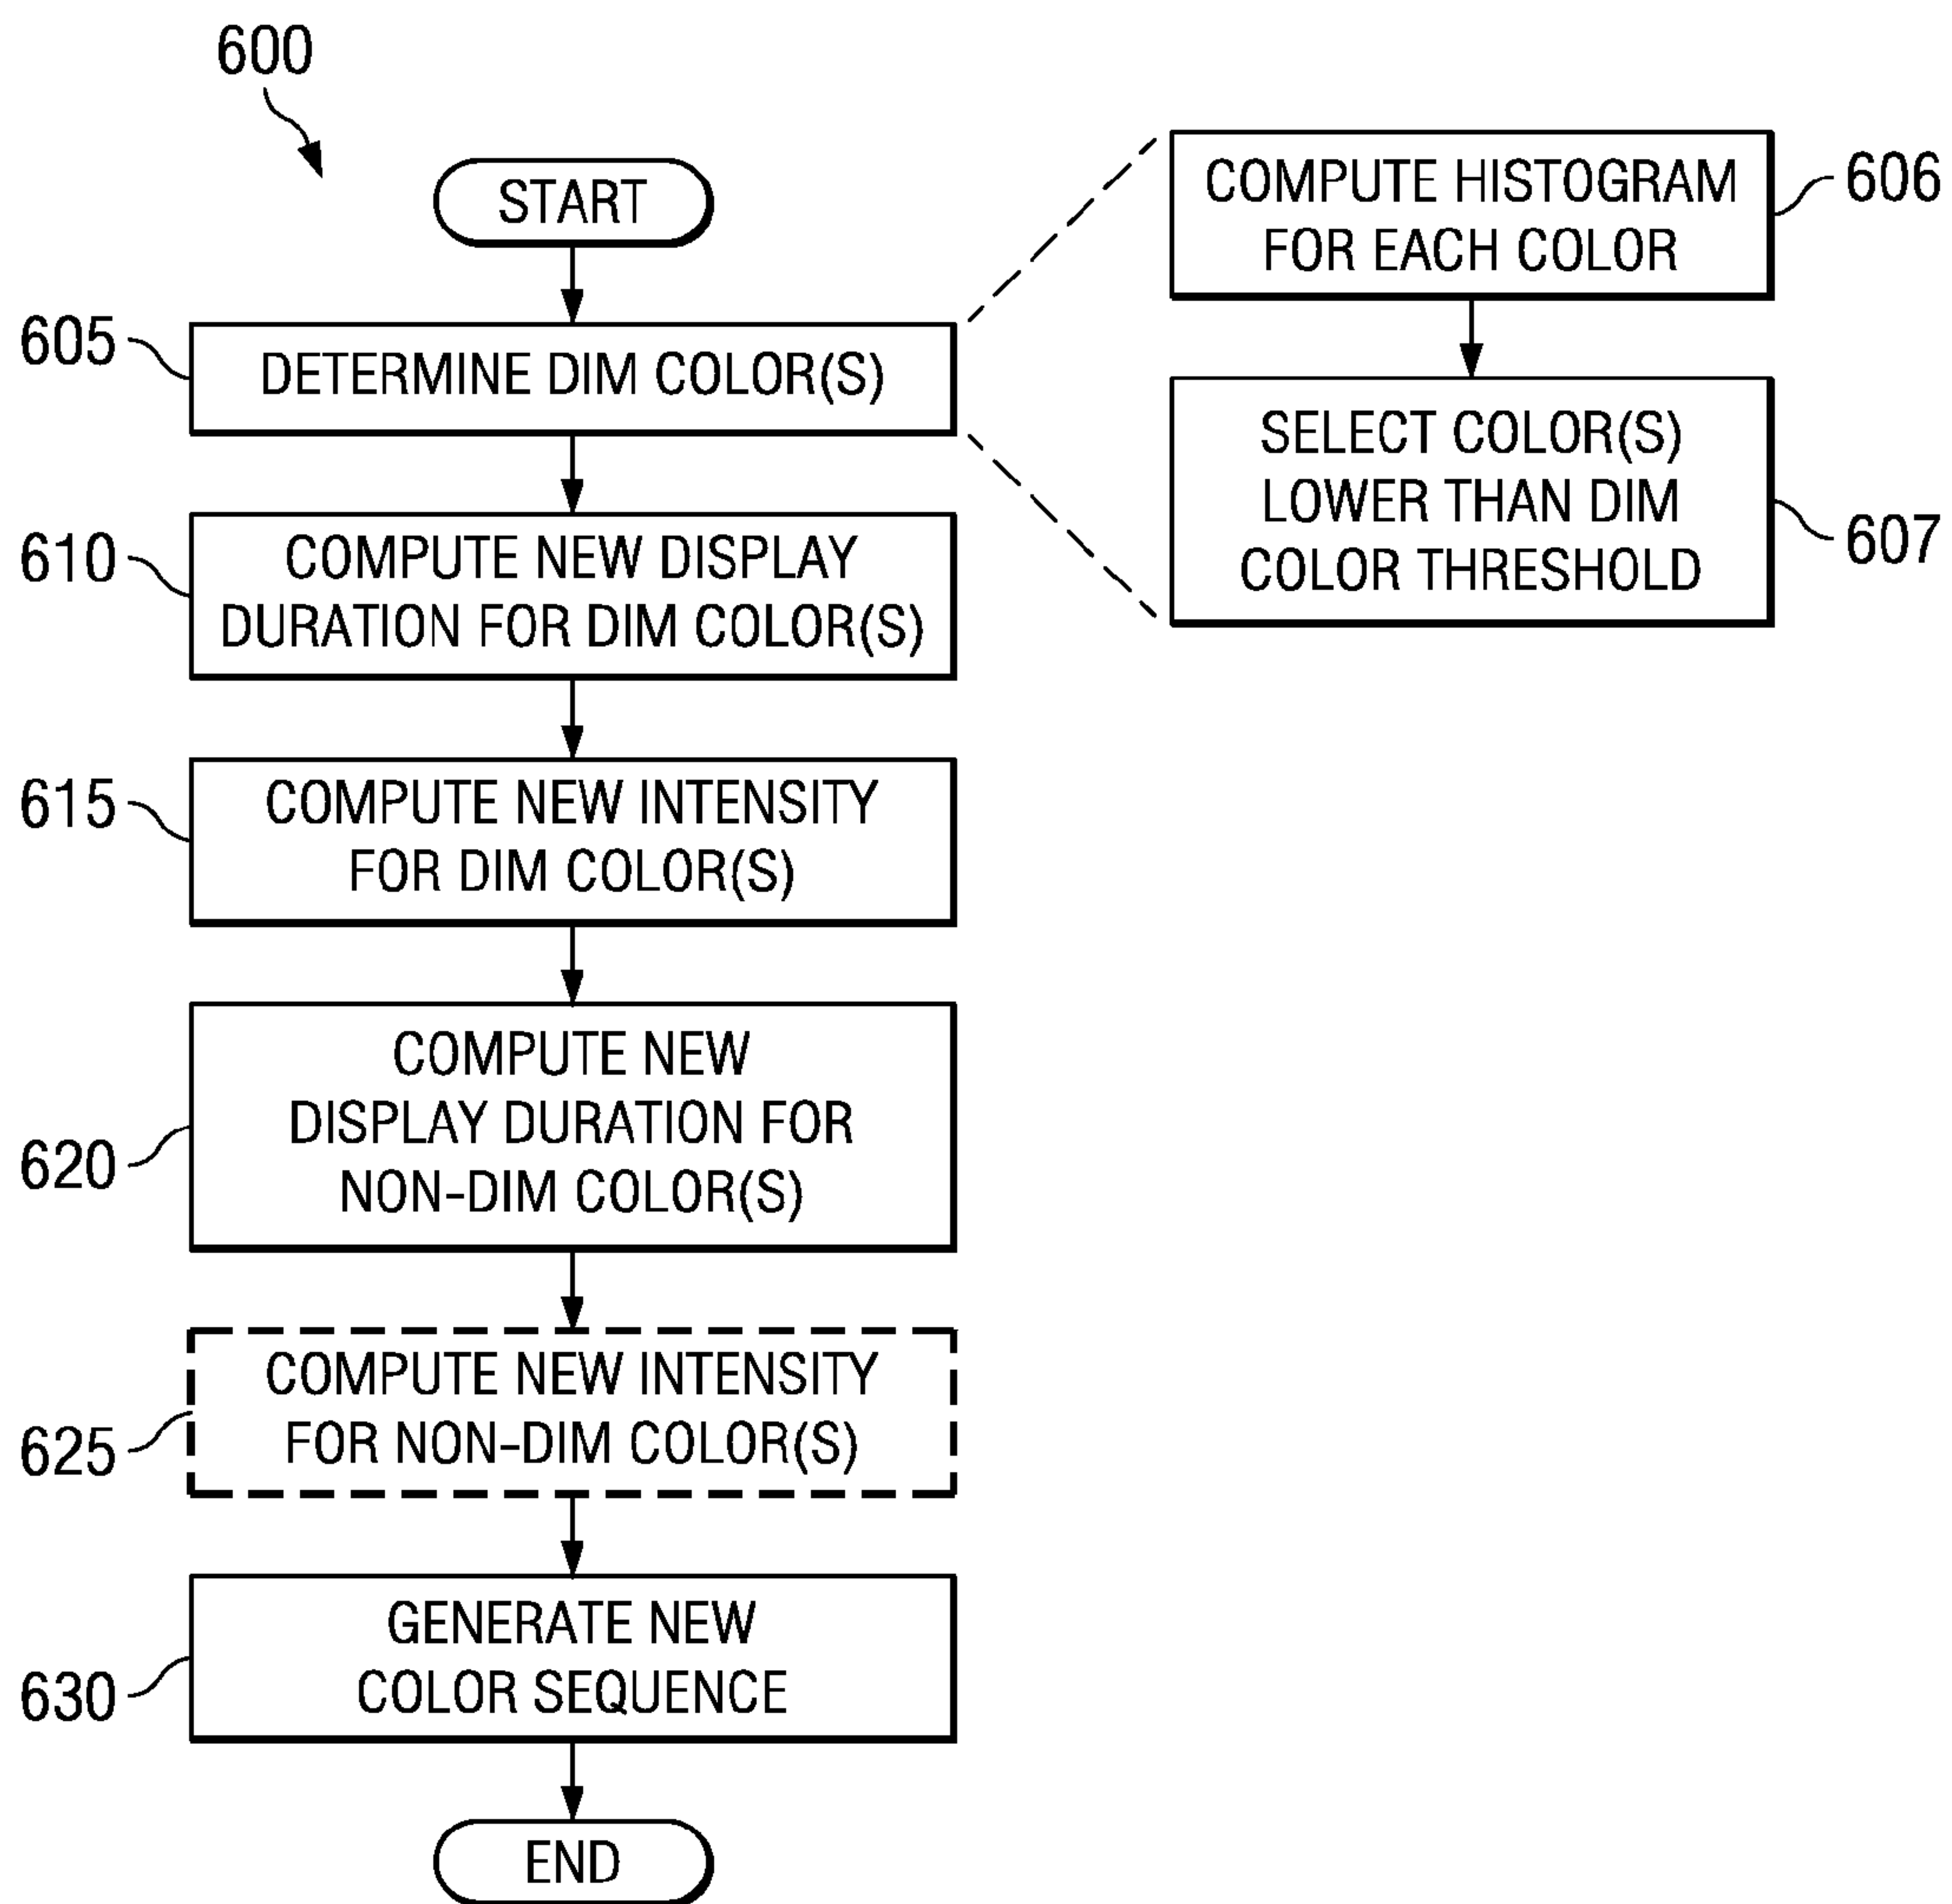 600
START
605
DETERMINE DIM COLOR(S)
COMPUTE HISTOGRAM
FOR EACH COLOR
606
SELECT COLOR(S)
LOWER THAN DIM
COLOR THRESHOLD
607
610
COMPUTE NEW DISPLAY
DURATION FOR DIM COLOR(S)
615
COMPUTE NEW INTENSITY
FOR DIM COLOR(S)
620
COMPUTE NEW
DISPLAY DURATION FOR
NON-DIM COLOR(S)
625
COMPUTE NEW INTENSITY
FOR NON-DIM COLOR(S)
630
GENERATE NEW
COLOR SEQUENCE
END